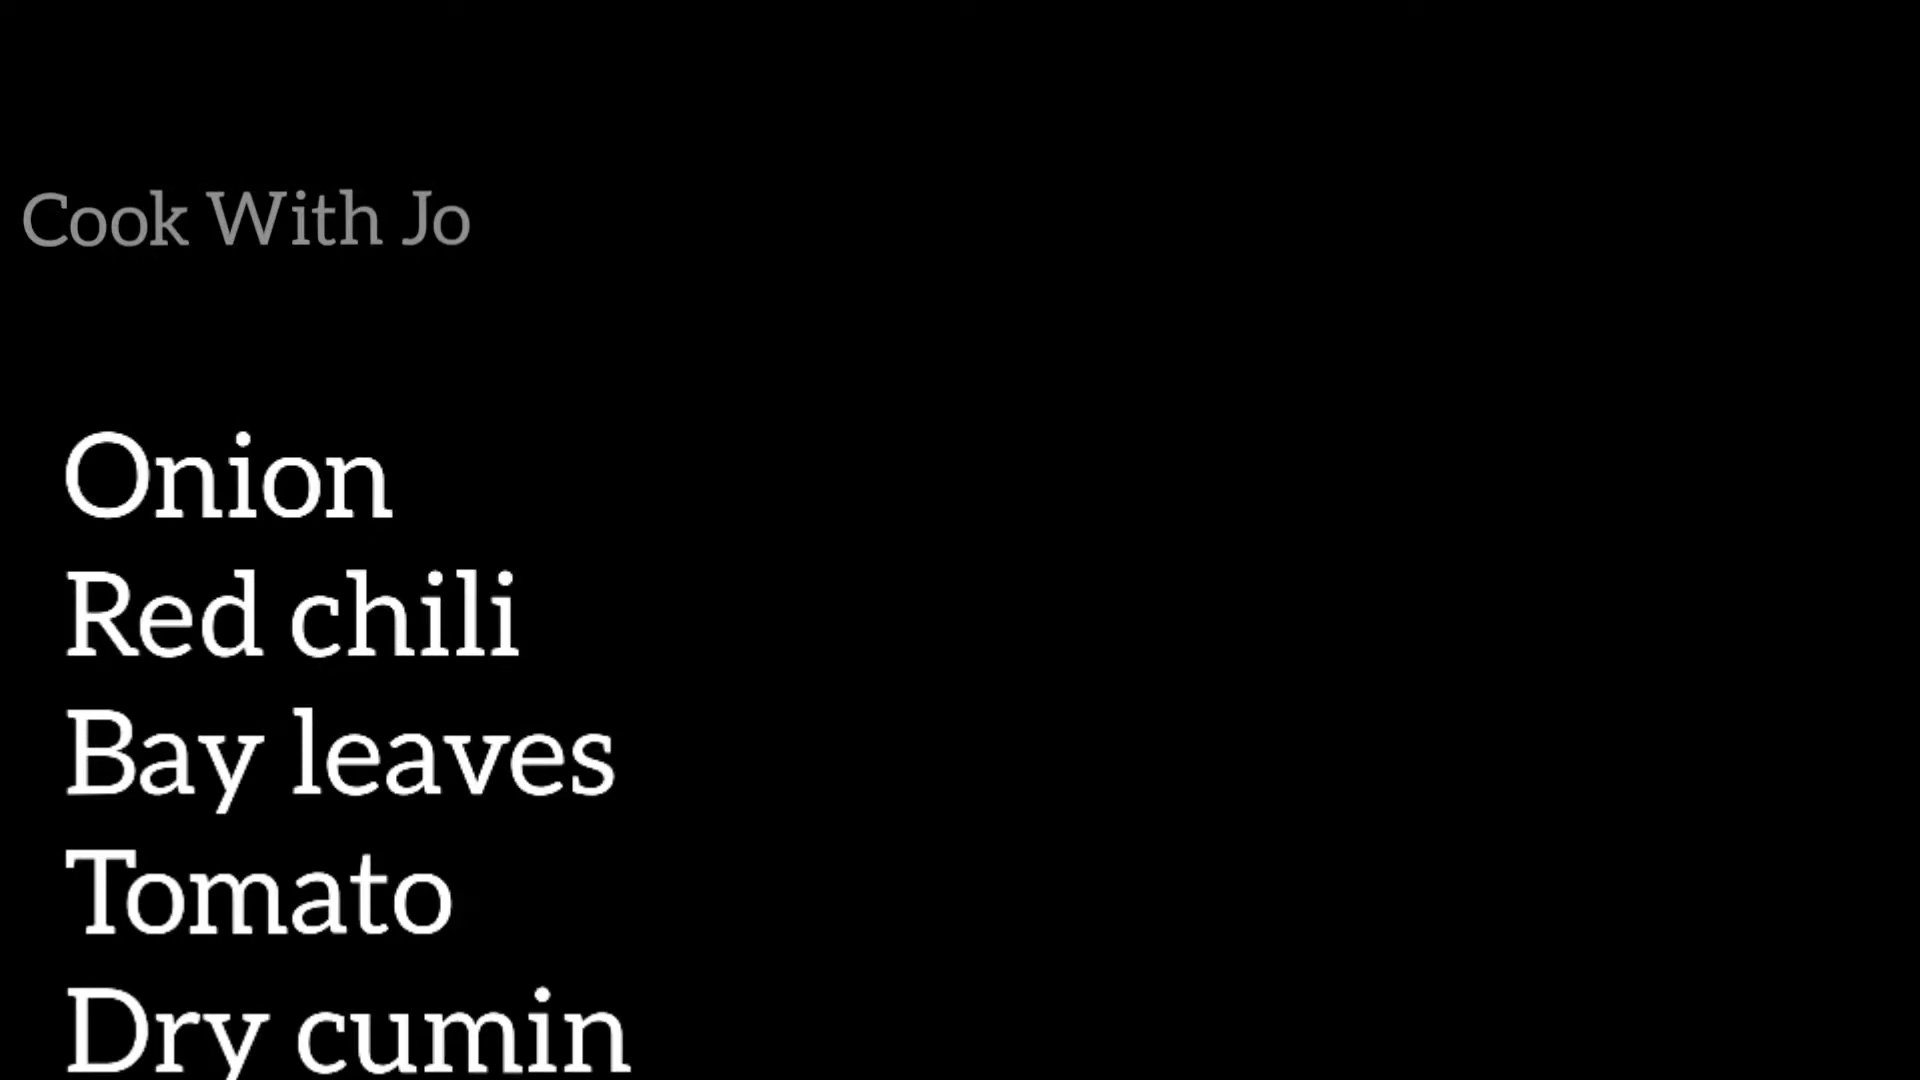 Cook With Jo
Onion
Red chili
Bay leaves
Tomato
Dry cumin